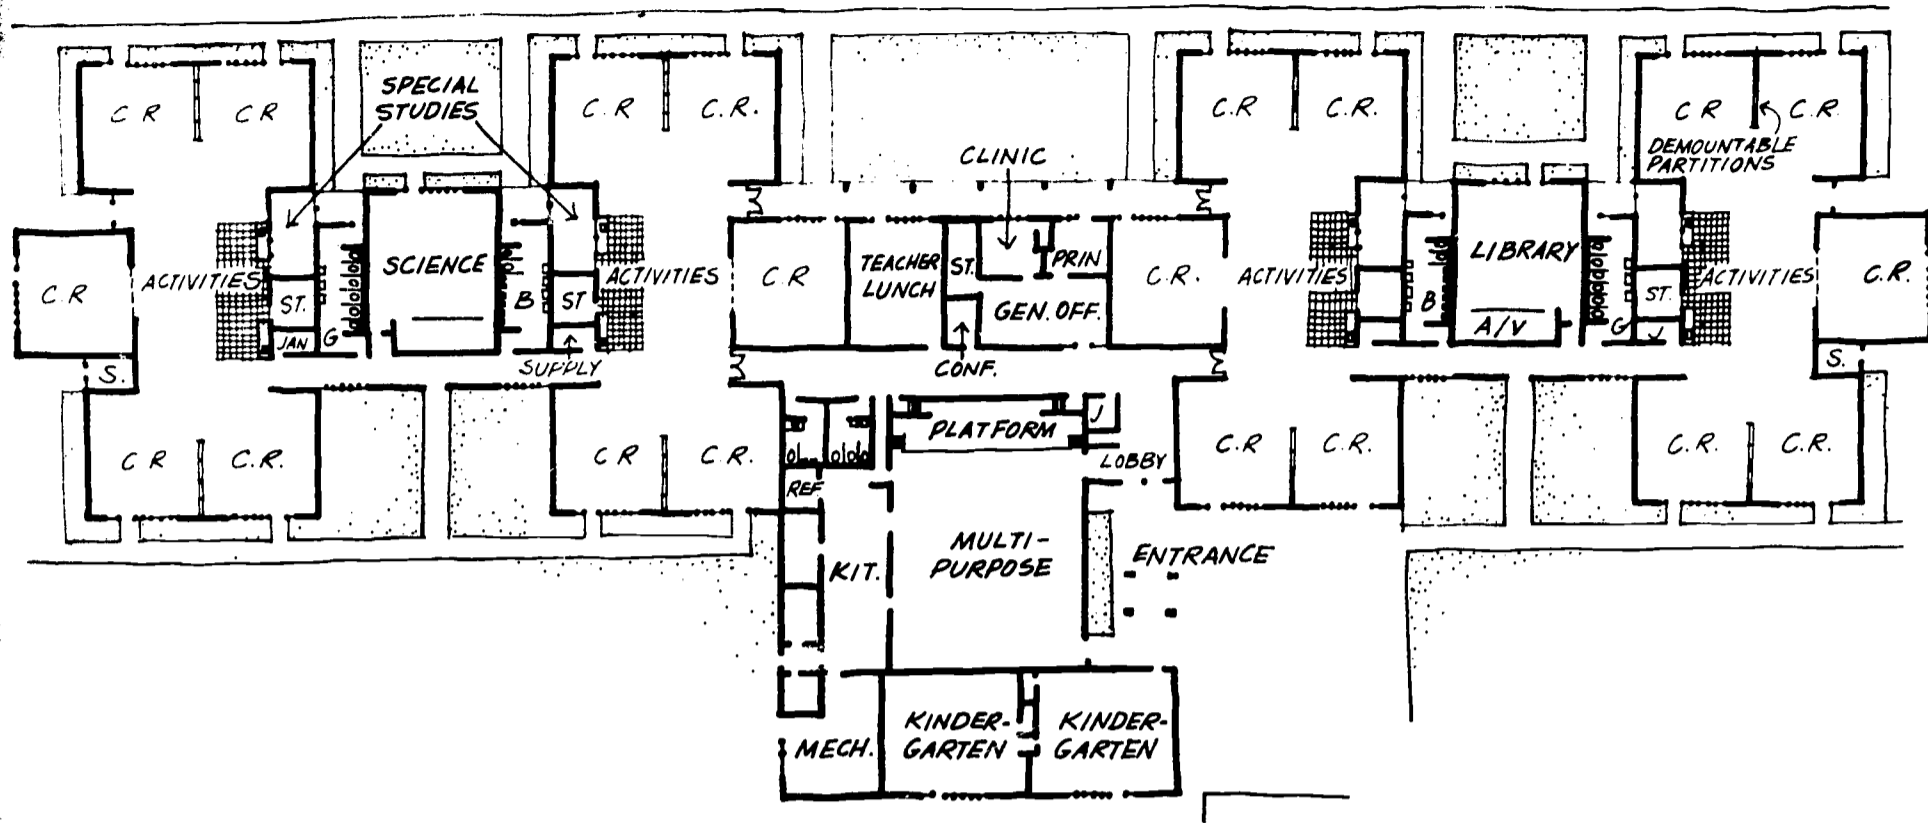 SPECIAL
STUDIES
C R
C R
C.R
C.R.
CLINIC
C.R
C.R.
C R
C.R.
DEMOUNTABLE
PARTITIONS
C.R
ACTIVITIES
ST.
JAN
G
SCIENCE
B
ST
SUPPLY
ACTIVITIES
C R
TEACHER
LUNCH
ST.
PRIN
GEN. OFF.
CONF.
C.R.
ACTIVITIES
B
LIBRARY
A/V
G
ST.
J
ACTIVITIES
C.R.
S.
S.
C R
C.R.
C R
C.R.
PLATFORM
J
LOBBY
C.R
C.R.
C.R.
C.R.
REF
KIT.
MULTI-
PURPOSE
ENTRANCE
MECH.
KINDER-
GARTEN
KINDER-
GARTEN